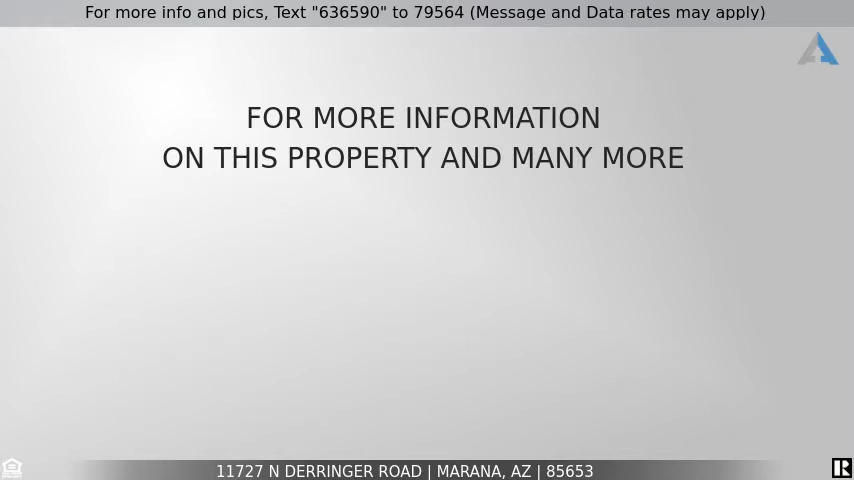 For more info and pics, Text "636590" to 79564 (Message and Data rates may apply)
FOR MORE INFORMATION
ON THIS PROPERTY AND MANY MORE
11727 N DERRINGER ROAD | MARANA, AZ | 85653